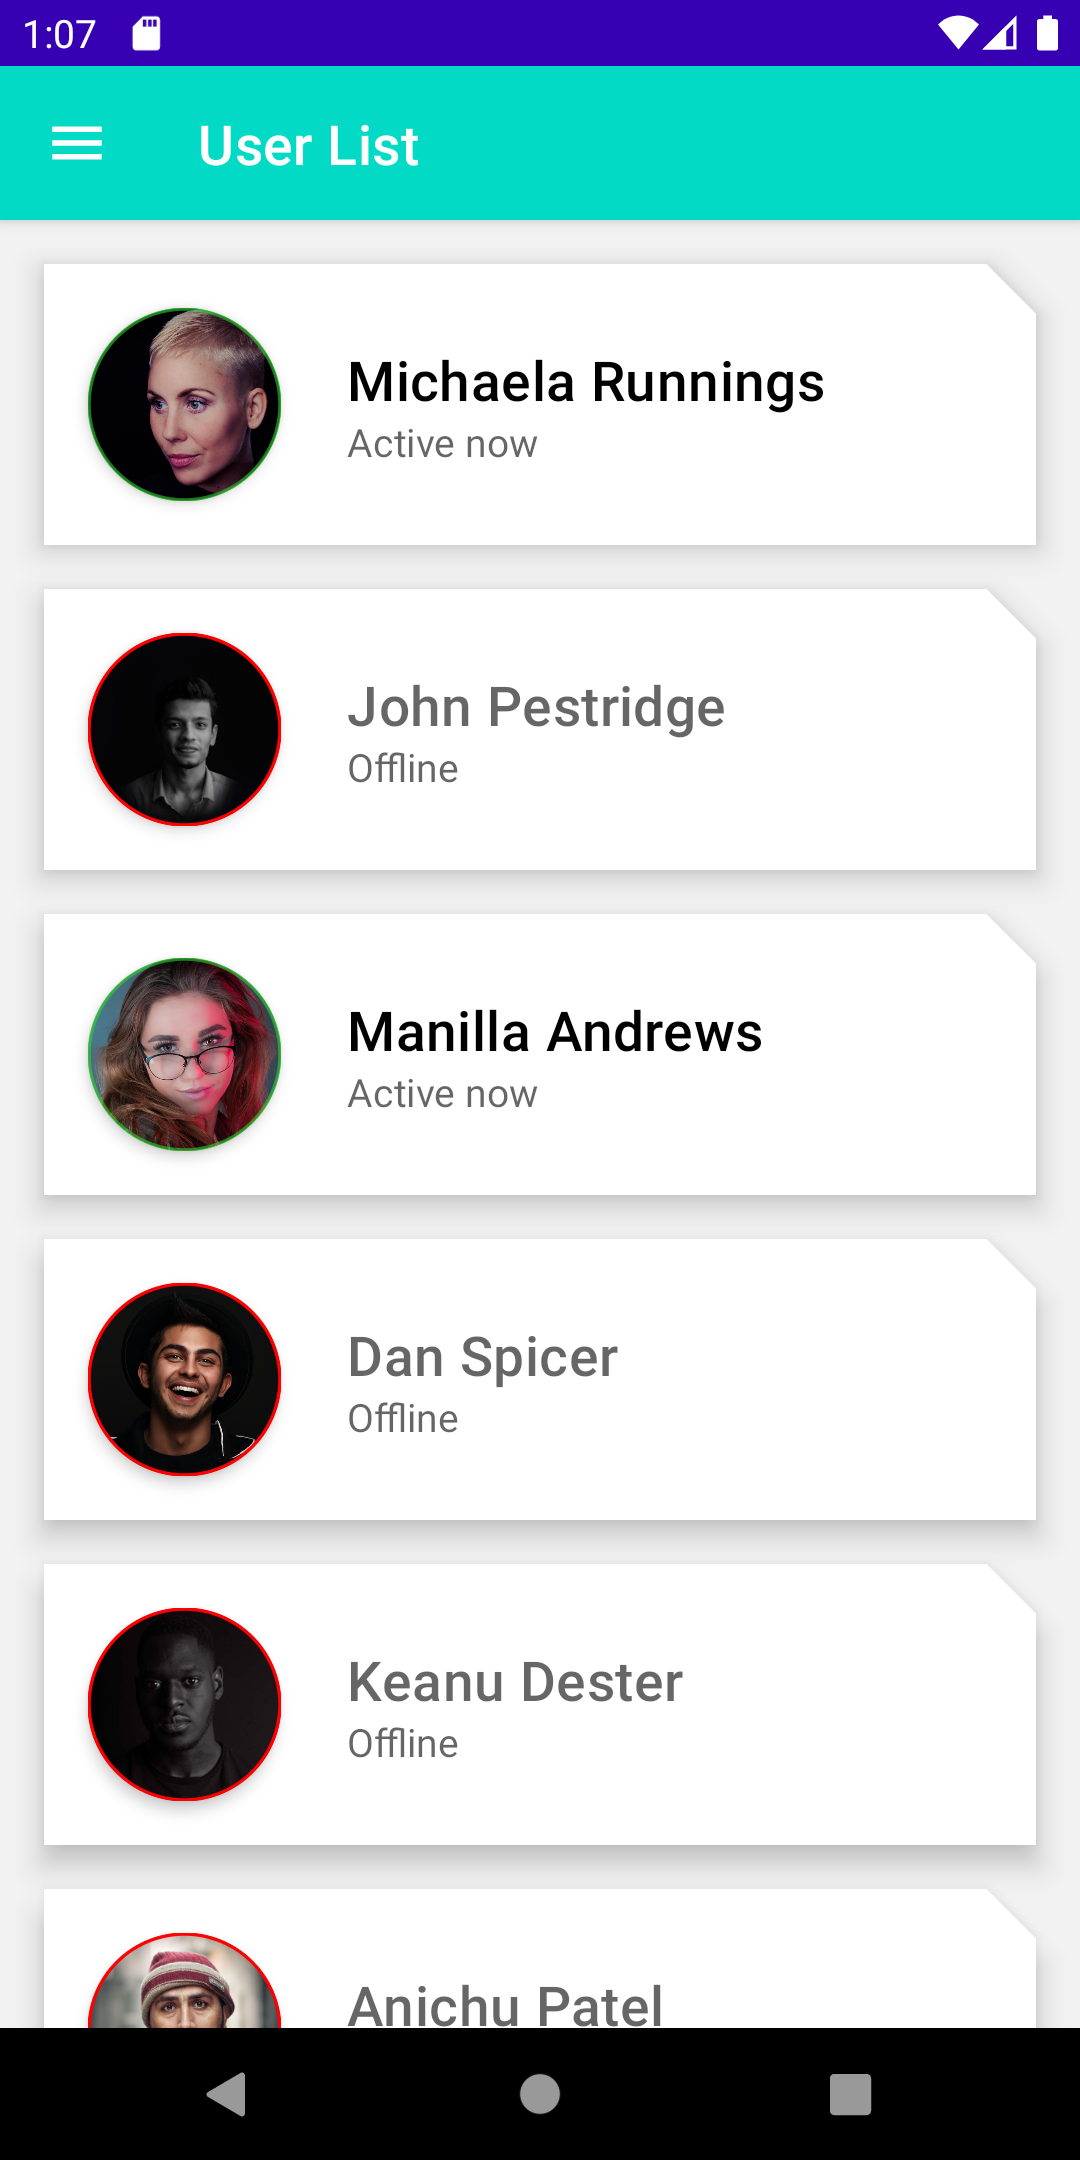 1:07
User List
Michaela Runnings
Active now
John Pestridge
Offline
Manilla Andrews
Active now
Dan Spicer
Offline
Keanu Dester
Offline
Anichu Patel